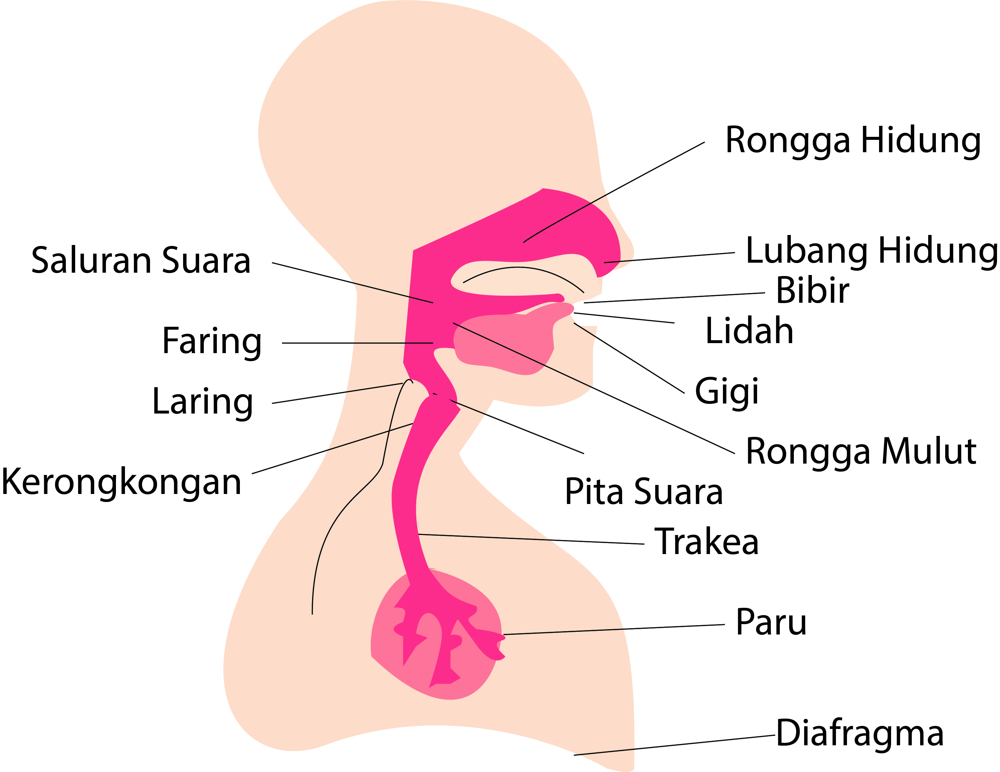 Rongga Hidung
Lubang Hidung
Saluran Suara
Bibir
Lidah
Faring
Gigi
Laring
Rongga Mulut
Kerongkongan
Pita Suara
Trakea
Paru
Diafragma